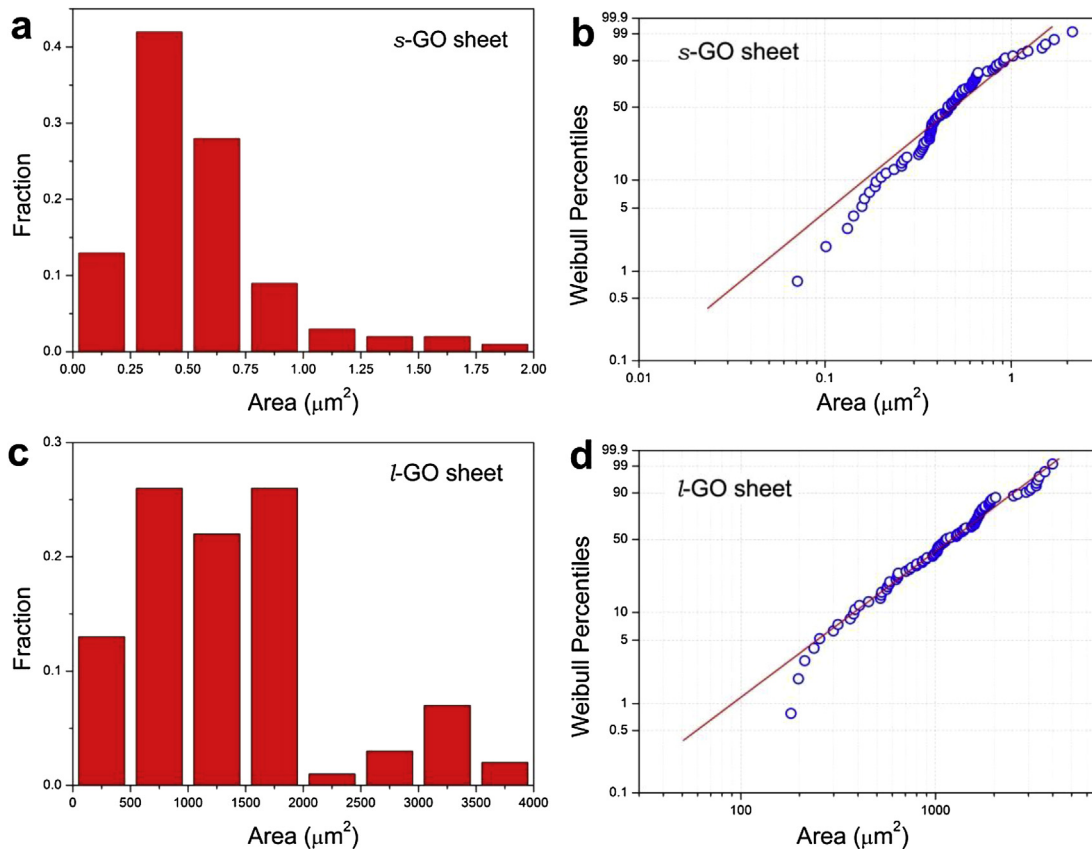 a
s-GO sheet
0.4
0.3
0.2
0.1
0.0
Fraction
0.00 0.25 0.50 0.75 1.00 1.25 1.50 1.75 2.00
Area (μm²)
b
s-GO sheet
99.9
99
90
50
10
5
1
0.5
0.1
Weibull Percentiles
0.01 0.1 1
Area (μm²)
c
l-GO sheet
0.3
0.2
0.1
0.0
Fraction
0 500 1000 1500 2000 2500 3000 3500 4000
Area (μm²)
d
l-GO sheet
99.9
99
90
50
10
5
1
0.5
0.1
Weibull Percentiles
100 1000
Area (μm²)